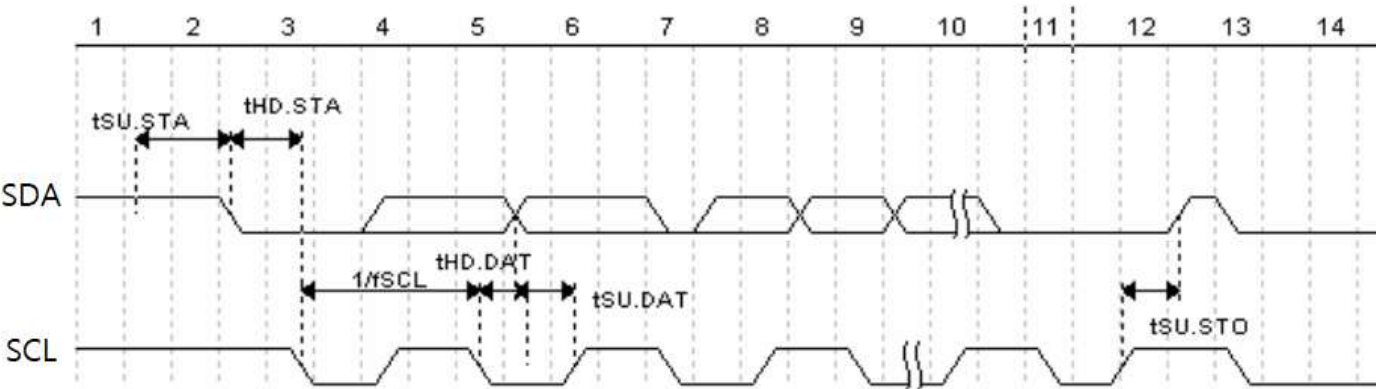 1 2 3 4 5 6 7 8 9 10 11 12 13 14
tHD.STA
tSU.STA
SDA
tHD.DAT
1/fSCL
tSU.DAT
tSU.STO
SCL